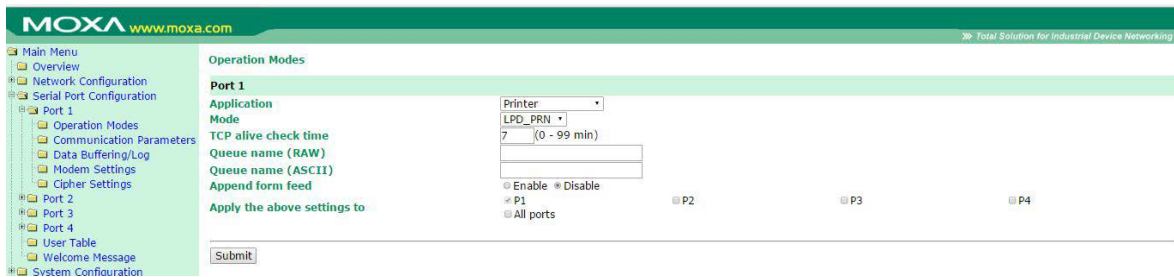 MOXA www.moxa.com
Total Solution for Industrial Device Networking
Main Menu
Overview
Network Configuration
Serial Port Configuration
Port 1
Operation Modes
Communication Parameters
Data Buffering/Log
Modem Settings
Cipher Settings
Port 2
Port 3
Port 4
User Table
Welcome Message
System Configuration
Operation Modes
Port 1
Application Printer
Mode LPD_PRN
TCP alive check time 7 (0 - 99 min)
Queue name (RAW)
Queue name (ASCII)
Append form feed Enable Disable
Apply the above settings to P1 P2 P3 P4
All ports
Submit